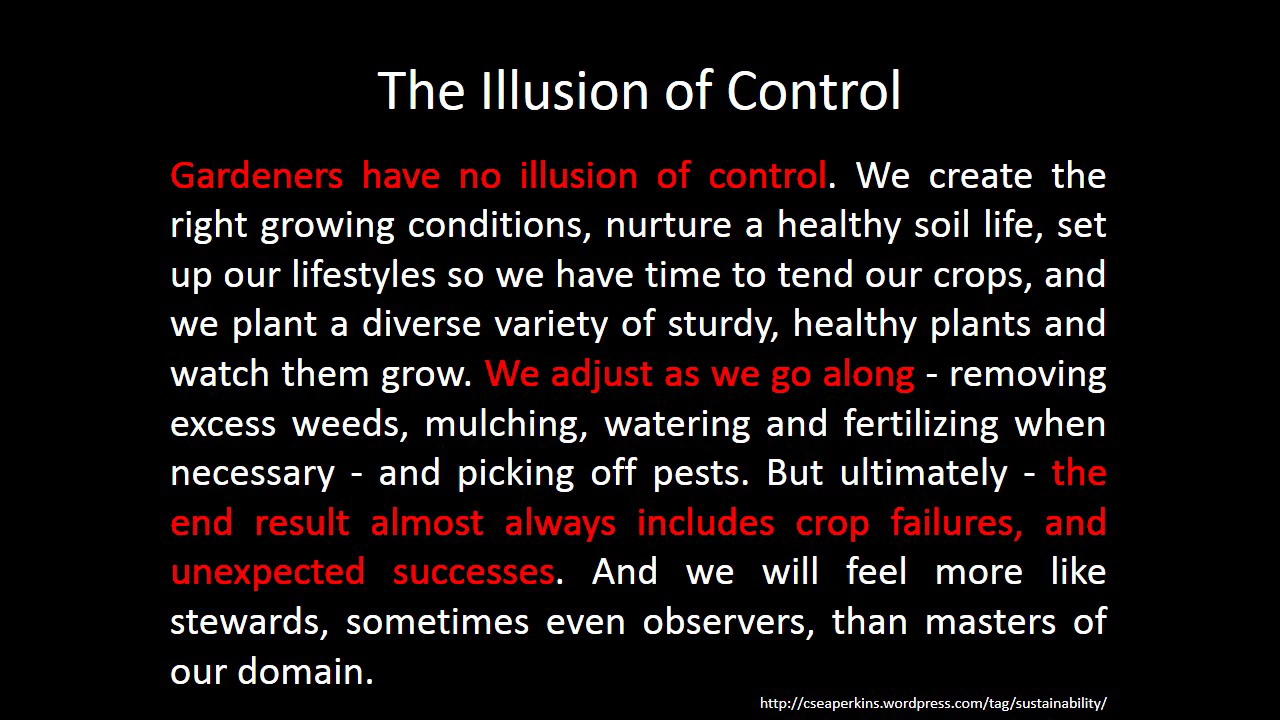 The Illusion of Control
Gardeners have no illusion of control. We create the
right growing conditions, nurture a healthy soil life, set
up our lifestyles so we have time to tend our crops, and
we plant a diverse variety of sturdy, healthy plants and
watch them grow. We adjust as we go along - removing
excess weeds, mulching, watering and fertilizing when
necessary - and picking off pests. But ultimately - the
end result almost always includes crop failures, and
unexpected successes. And we will feel more like
stewards, sometimes even observers, than masters of
our domain.
http://cseaperkins.wordpress.com/tag/sustainability/